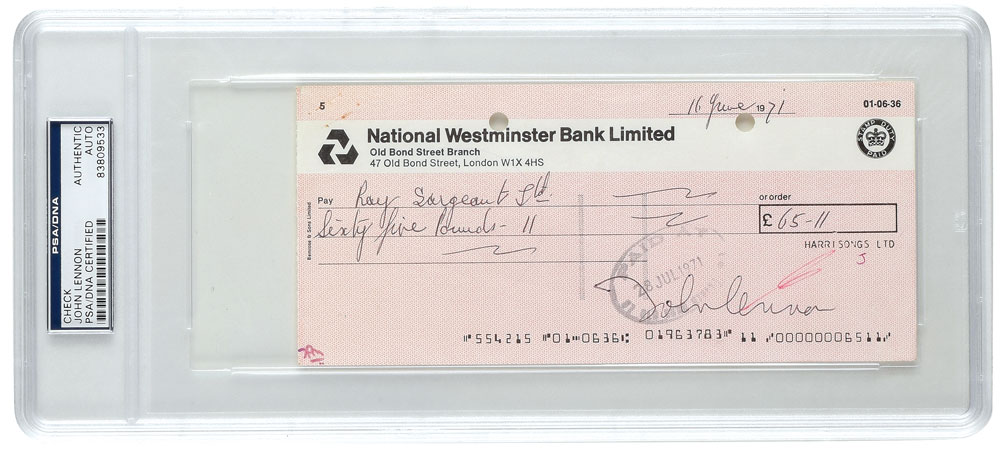 PSA/DNA
CHECK
JOHN LENNON
PSA/DNA CERTIFIED
AUTHENTIC
AUTO
83809533
5
16 June 1971
01-06-36
National Westminster Bank Limited
Old Bond Street Branch
47 Old Bond Street, London W1X 4HS
STAMP DUTY
PAID
Pay Ray Sargeant Ltd. or order
Sixty five Pounds - 11
£ 65-11
HARRISONGS LTD
J
PAID
28 JUL 1971
John Lennon
⑈554215 ⑈01⑉0636⑆ 01963783⑈ 11 ⑈00000006511⑈